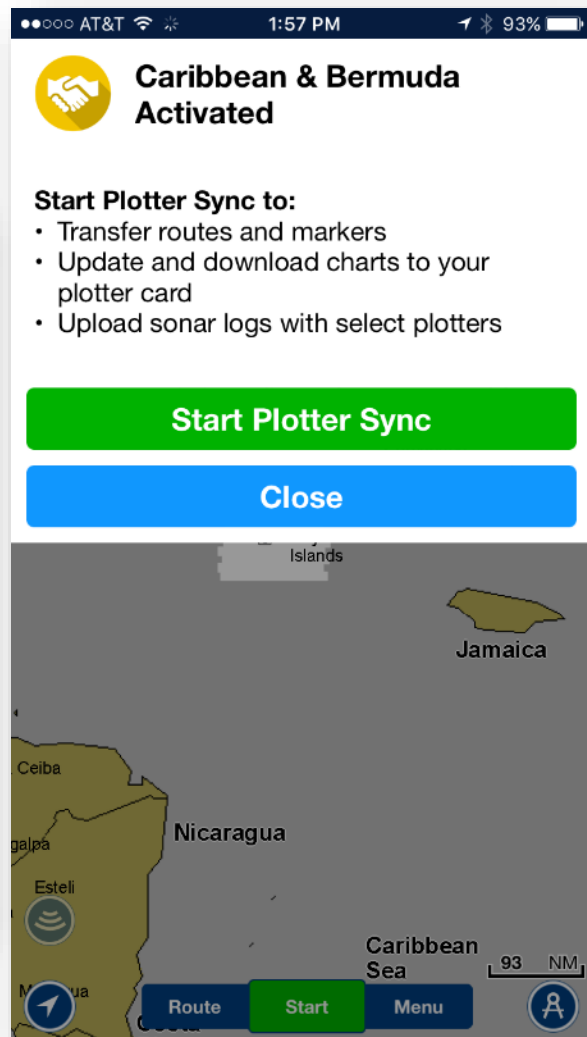 AT&T 1:57 PM 93%
Caribbean & Bermuda
Activated
Start Plotter Sync to:
• Transfer routes and markers
• Update and download charts to your
plotter card
• Upload sonar logs with select plotters
Start Plotter Sync
Close
Islands
Jamaica
Ceiba
Nicaragua
galpa
Esteli
Caribbean
Sea
93 NM
Route Start Menu
Costa